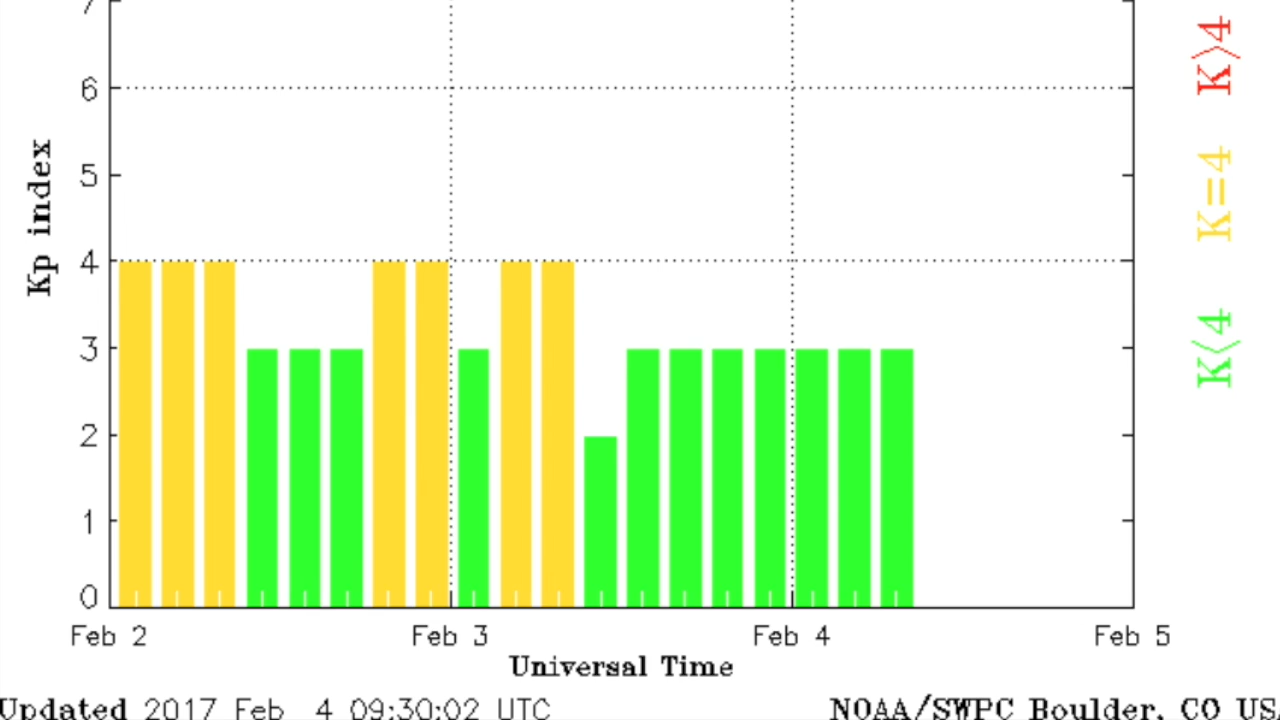 7
6
5
4
3
2
1
0
Kp index
Feb 2
Feb 3
Feb 4
Feb 5
Universal Time
Updated 2017 Feb 4 09:30:02 UTC
NOAA/SWPC Boulder, CO US
K>4
K=4
K<4